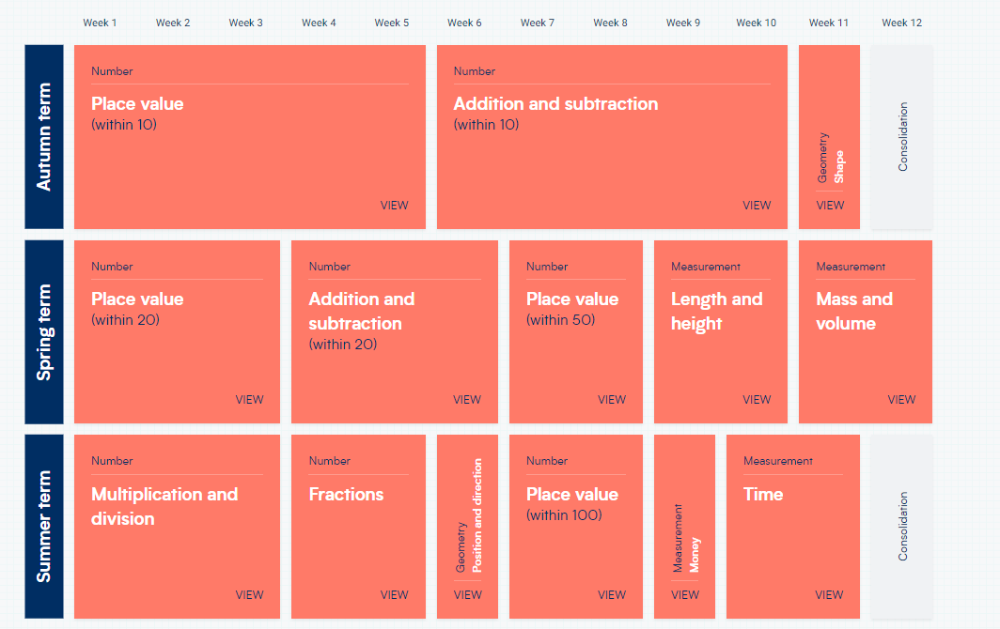 Week 1 Week 2 Week 3 Week 4 Week 5 Week 6 Week 7 Week 8 Week 9 Week 10 Week 11 Week 12
Autumn term
Number
Place value
(within 10)
VIEW
Number
Addition and subtraction
(within 10)
VIEW
Geometry
Shape
VIEW
Consolidation
Spring term
Number
Place value
(within 20)
VIEW
Number
Addition and
subtraction
(within 20)
VIEW
Number
Place value
(within 50)
VIEW
Measurement
Length and
height
VIEW
Measurement
Mass and
volume
VIEW
Summer term
Number
Multiplication and
division
VIEW
Number
Fractions
VIEW
Geometry
Position and direction
VIEW
Number
Place value
(within 100)
VIEW
Measurement
Money
VIEW
Measurement
Time
VIEW
Consolidation